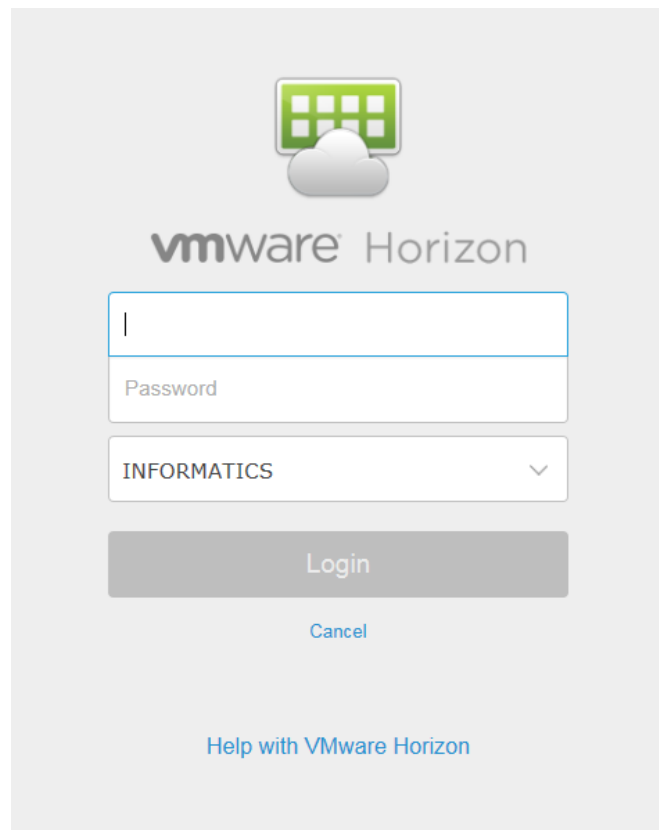 vmware Horizon
Password
INFORMATICS
Login
Cancel
Help with VMware Horizon